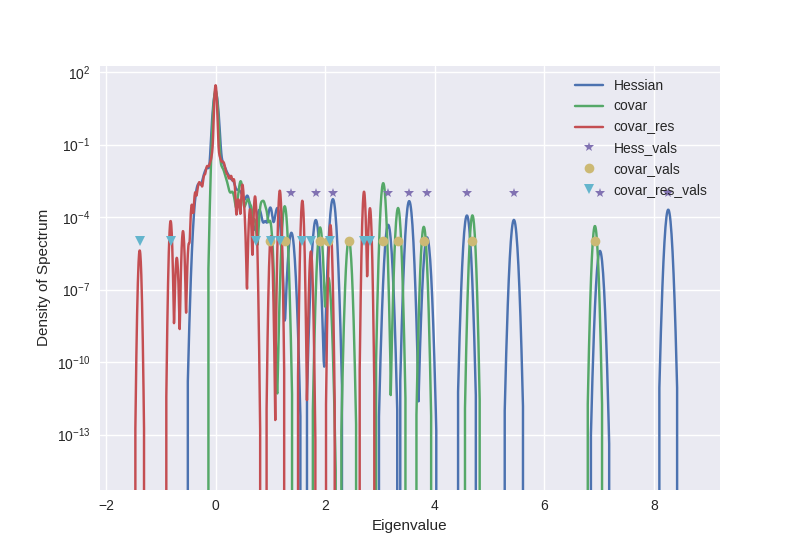 10^2
10^−1
10^−4
10^−7
10^−10
10^−13
Density of Spectrum
Hessian
covar
covar_res
Hess_vals
covar_vals
covar_res_vals
−2 0 2 4 6 8
Eigenvalue